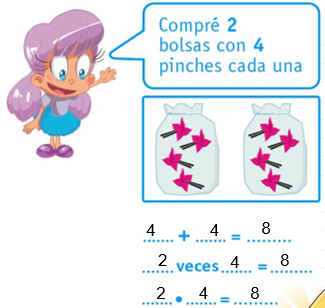 Compré 2
bolsas con 4
pinches cada una
4 + 4 = 8
2 veces 4 = 8
2 • 4 = 8